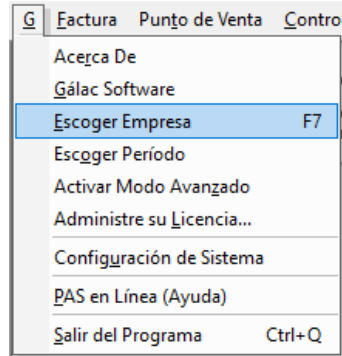 G Factura Punto de Venta Contro
Acerca De
Gálac Software
Escoger Empresa F7
Escoger Período
Activar Modo Avanzado
Administre su Licencia...
Configuración de Sistema
PAS en Línea (Ayuda)
Salir del Programa Ctrl+Q